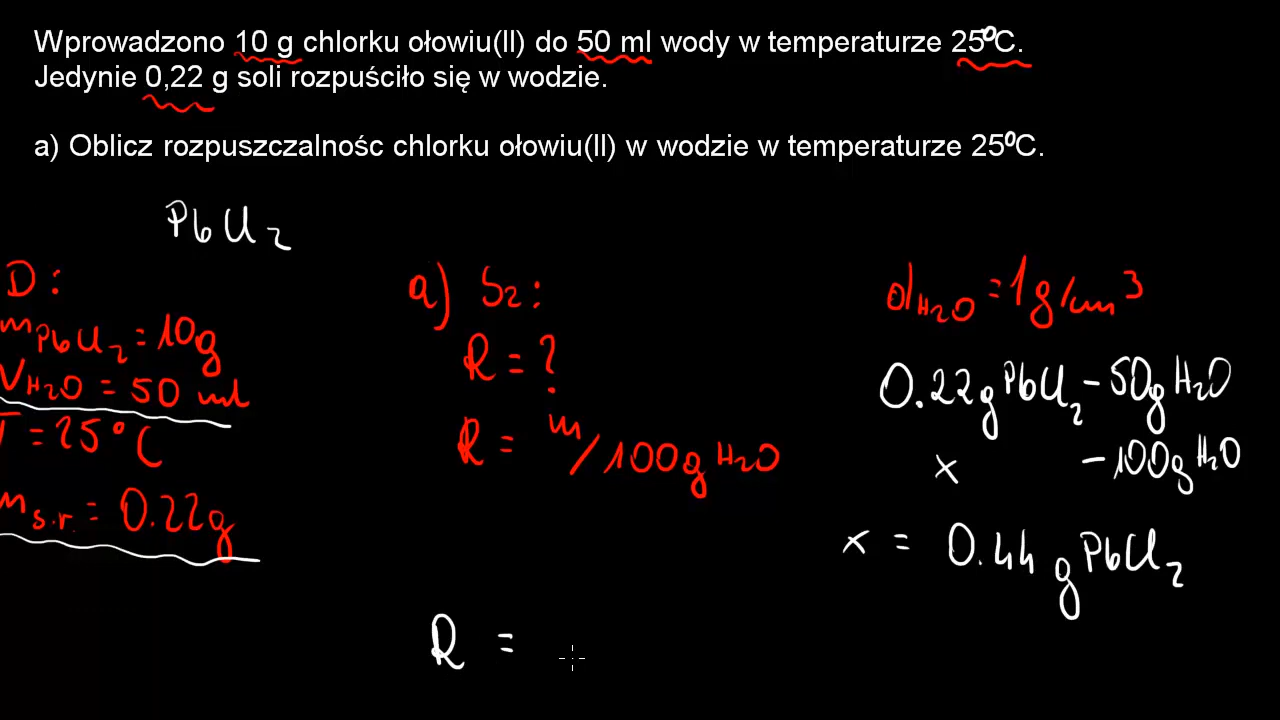 Wprowadzono 10 g chlorku ołowiu(II) do 50 ml wody w temperaturze 25⁰C.
Jedynie 0,22 g soli rozpuściło się w wodzie.
a) Oblicz rozpuszczalnośc chlorku ołowiu(II) w wodzie w temperaturze 25⁰C.
PbCl₂
D:
mPbCl₂ = 10g
VH₂O = 50 ml
T = 25°C
ms.r. = 0.22g
a) Sz:
R = ?
R = m/100g H₂O
dH₂O = 1g/cm³
0.22g PbCl₂ - 50g H₂O
x - 100g H₂O
x = 0.44 g PbCl₂
R =